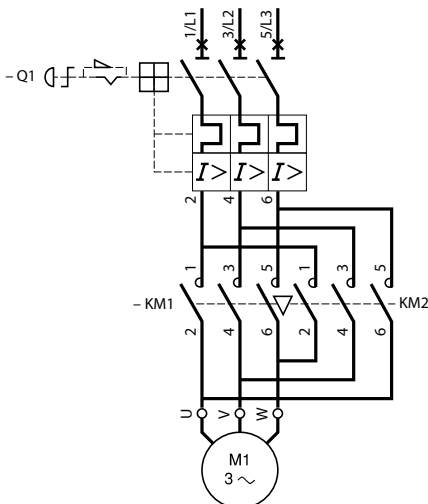 1/L1 3/L2 5/L3
– Q1
I> I> I>
2 4 6
1 3 5 1 3 5
– KM1 – KM2
2 4 6 2 4 6
U V W
M1
3 ~